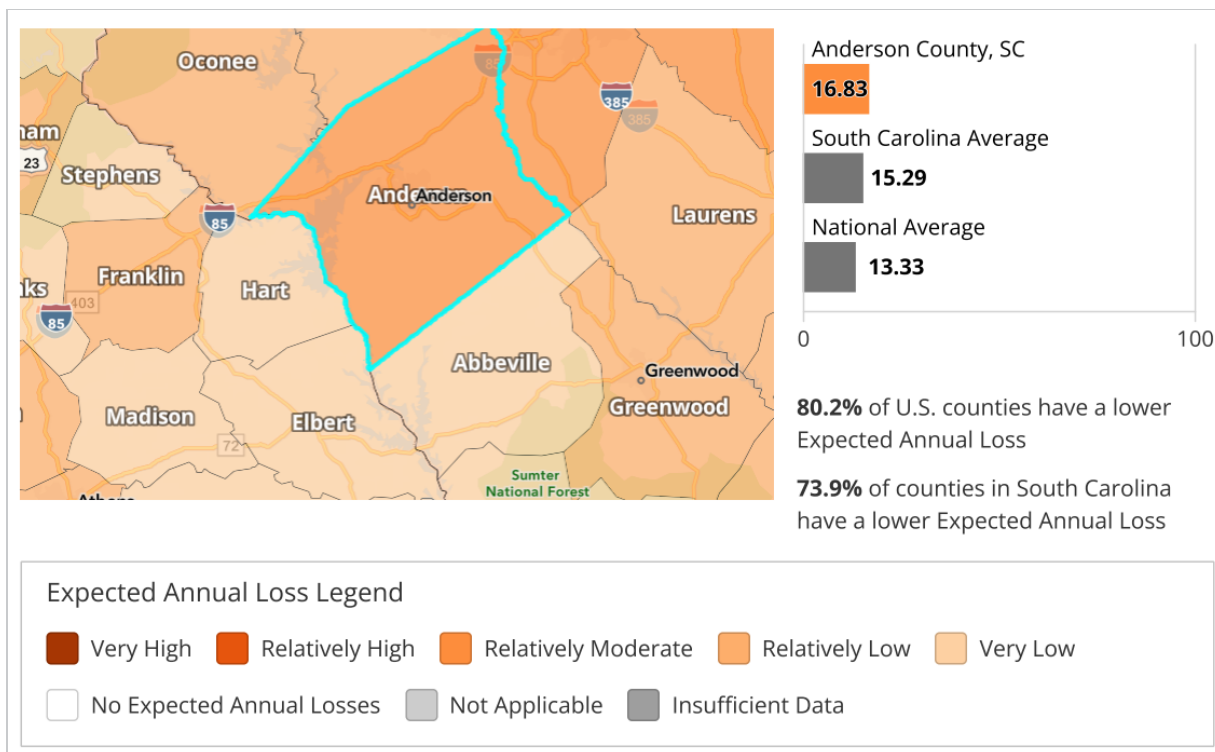 Oconee
85
385
385
ham
23
Stephens
Anderson
Anderson
85
Laurens
Franklin
Hart
ks
403
85
Abbeville
Greenwood
Madison
Elbert
Greenwood
72
Sumter
National Forest
Athens
Anderson County, SC
16.83
South Carolina Average
15.29
National Average
13.33
0
100
80.2% of U.S. counties have a lower
Expected Annual Loss
73.9% of counties in South Carolina
have a lower Expected Annual Loss
Expected Annual Loss Legend
Very High
Relatively High
Relatively Moderate
Relatively Low
Very Low
No Expected Annual Losses
Not Applicable
Insufficient Data